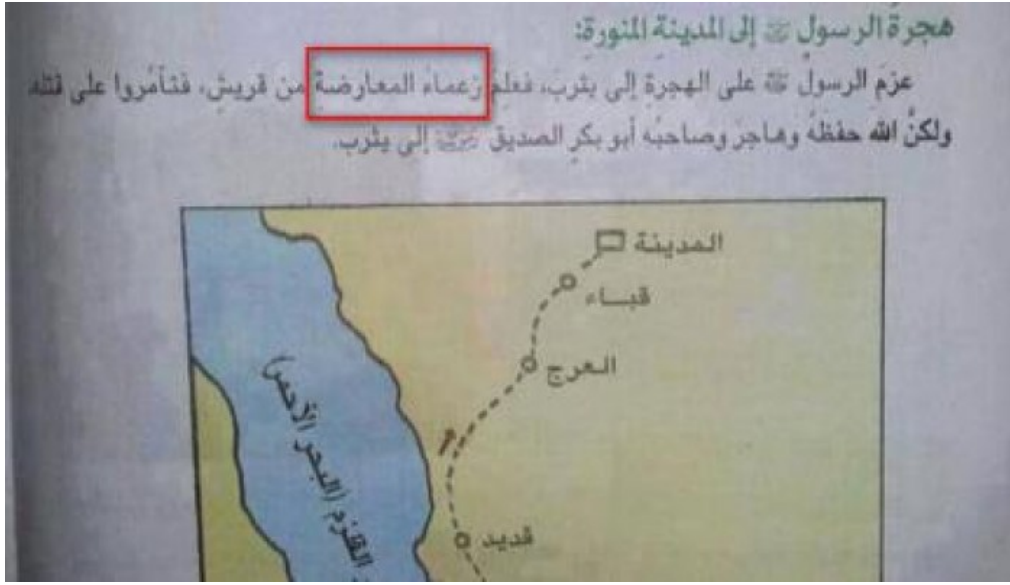 هجرة الرسول ﷺ إلى المدينة المنورة:
عزم الرسول ﷺ على الهجرة إلى يثرب، فعلم زعماء المعارضة من قريش، فتآمروا على قتله
ولكنَّ الله حفظه وهاجر وصاحبه أبو بكر الصديق إلى يثرب.
المدينة
قبـاء
العرج
القلزم (البحر الأحمر)
قديد